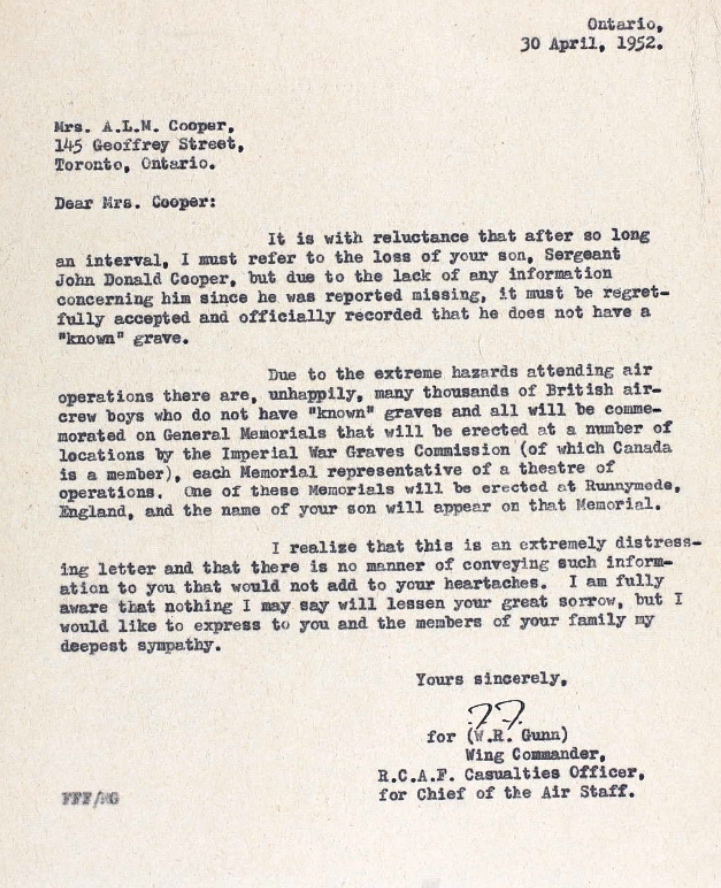 Ontario,
30 April, 1952.
Mrs. A.L.M. Cooper,
145 Geoffrey Street,
Toronto, Ontario.
Dear Mrs. Cooper:
It is with reluctance that after so long
an interval, I must refer to the loss of your son, Sergeant
John Donald Cooper, but due to the lack of any information
concerning him since he was reported missing, it must be regret-
fully accepted and officially recorded that he does not have a
"known" grave.
Due to the extreme hazards attending air
operations there are, unhappily, many thousands of British air-
crew boys who do not have "known" graves and all will be comme-
morated on General Memorials that will be erected at a number of
locations by the Imperial War Graves Commission (of which Canada
is a member), each Memorial representative of a theatre of
operations. One of these Memorials will be erected at Runnymede,
England, and the name of your son will appear on that Memorial.
I realize that this is an extremely distress-
ing letter and that there is no manner of conveying such inform-
ation to you that would not add to your heartaches. I am fully
aware that nothing I may say will lessen your great sorrow, but I
would like to express to you and the members of your family my
deepest sympathy.
Yours sincerely,
for (W.R. Gunn)
Wing Commander,
R.C.A.F. Casualties Officer,
for Chief of the Air Staff.